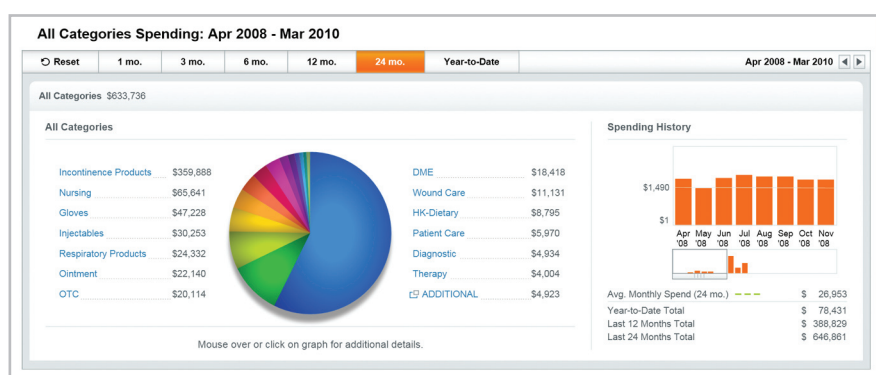 All Categories Spending: Apr 2008 - Mar 2010
Reset 1 mo. 3 mo. 6 mo. 12 mo. 24 mo. Year-to-Date Apr 2008 - Mar 2010
All Categories $633,736
All Categories
Incontinence Products $359,888
Nursing $65,641
Gloves $47,228
Injectables $30,253
Respiratory Products $24,332
Ointment $22,140
OTC $20,114
DME $18,418
Wound Care $11,131
HK-Dietary $8,795
Patient Care $5,970
Diagnostic $4,934
Therapy $4,004
ADDITIONAL $4,923
Mouse over or click on graph for additional details.
Spending History
$1,490
$1
Apr May Jun Jul Aug Sep Oct Nov
'08 '08 '08 '08 '08 '08 '08 '08
Avg. Monthly Spend (24 mo.) $ 26,953
Year-to-Date Total $ 78,431
Last 12 Months Total $ 388,829
Last 24 Months Total $ 646,861